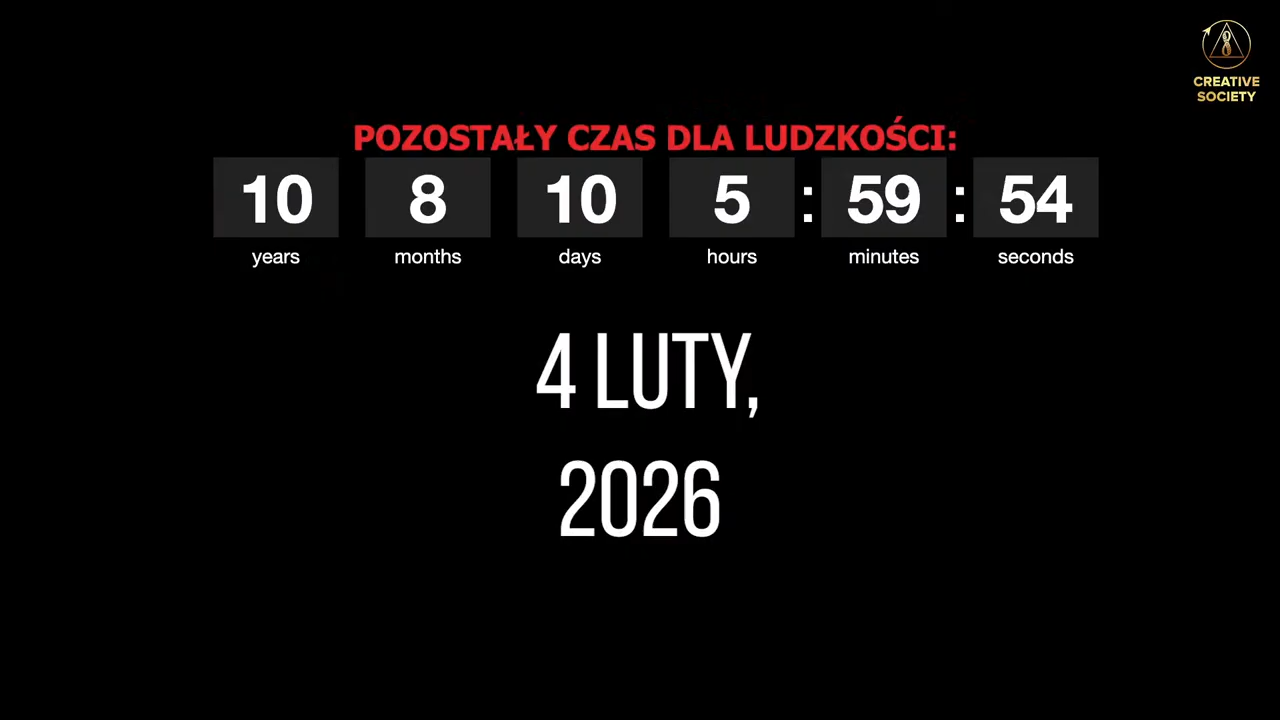 CREATIVE
SOCIETY
POZOSTAŁY CZAS DLA LUDZKOŚCI:
10 8 10 5 : 59 : 54
years months days hours minutes seconds
4 LUTY,
2026